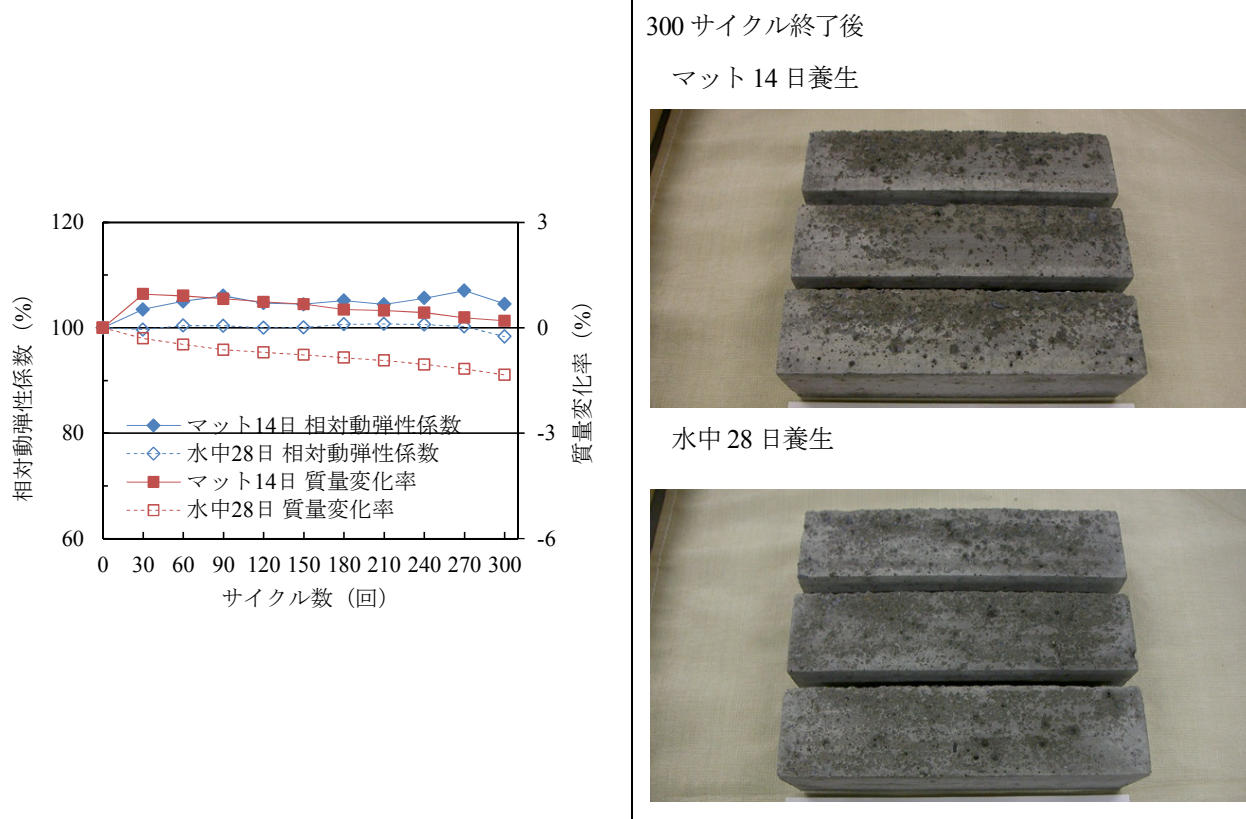 120
100
80
60
相対動弾性係数（%）
3
0
-3
-6
質量変化率（%）
マット14日 相対動弾性係数
水中28日 相対動弾性係数
マット14日 質量変化率
水中28日 質量変化率
0 30 60 90 120 150 180 210 240 270 300
サイクル数（回）
300 サイクル終了後
マット 14 日養生
水中 28 日養生